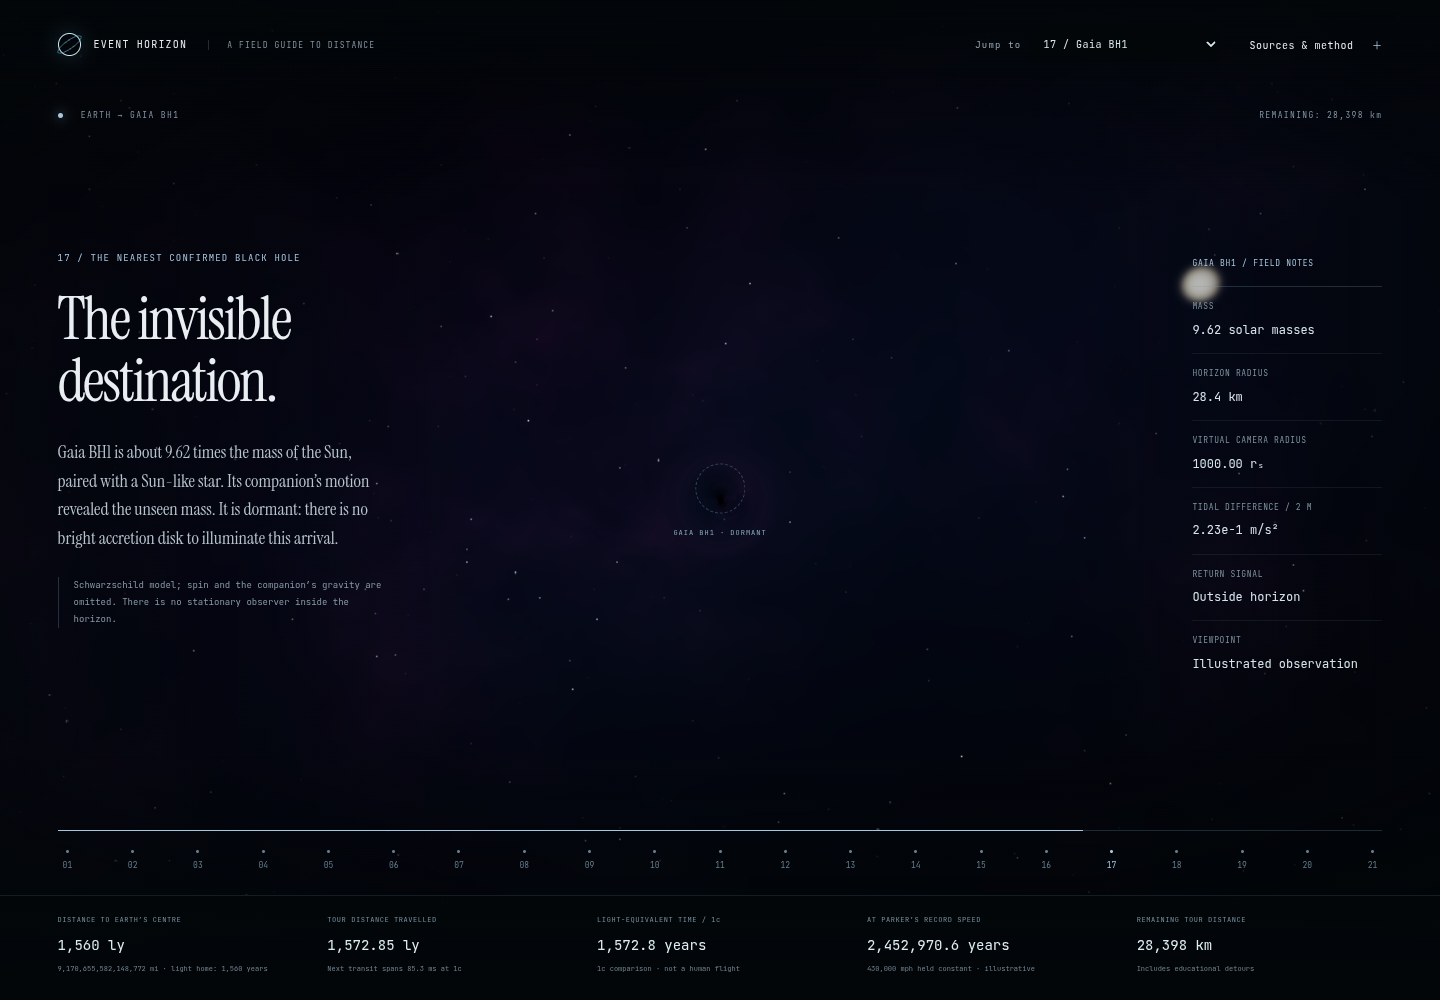 EVENT HORIZON
A FIELD GUIDE TO DISTANCE
Jump to
17 / Gaia BH1
Sources & method +
EARTH → GAIA BH1
REMAINING: 28,398 km
17 / THE NEAREST CONFIRMED BLACK HOLE
The invisible
destination.
Gaia BH1 is about 9.62 times the mass of the Sun,
paired with a Sun-like star. Its companion's motion
revealed the unseen mass. It is dormant: there is no
bright accretion disk to illuminate this arrival.
Schwarzschild model; spin and the companion's gravity are
omitted. There is no stationary observer inside the
horizon.
GAIA BH1 · DORMANT
GAIA BH1 / FIELD NOTES
MASS
9.62 solar masses
HORIZON RADIUS
28.4 km
VIRTUAL CAMERA RADIUS
1000.00 rₛ
TIDAL DIFFERENCE / 2 M
2.23e-1 m/s²
RETURN SIGNAL
Outside horizon
VIEWPOINT
Illustrated observation
01 02 03 04 05 06 07 08 09 10 11 12 13 14 15 16 17 18 19 20 21
DISTANCE TO EARTH'S CENTRE
1,560 ly
9,170,655,582,148,772 mi · light home: 1,560 years
TOUR DISTANCE TRAVELLED
1,572.85 ly
Next transit spans 85.3 ms at 1c
LIGHT-EQUIVALENT TIME / 1c
1,572.8 years
1c comparison · not a human flight
AT PARKER'S RECORD SPEED
2,452,970.6 years
430,000 mph held constant · illustrative
REMAINING TOUR DISTANCE
28,398 km
Includes educational detours